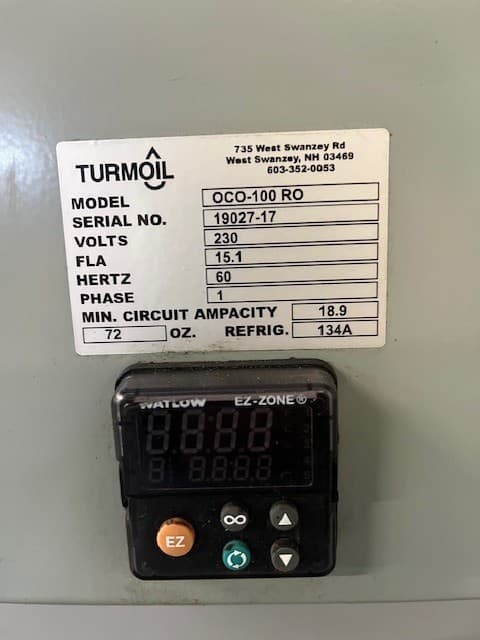 735 West Swanzey Rd
West Swanzey, NH 03469
603-352-0053
TURMOIL
MODEL OCO-100 RO
SERIAL NO. 19027-17
VOLTS 230
FLA 15.1
HERTZ 60
PHASE 1
MIN. CIRCUIT AMPACITY 18.9
72 OZ. REFRIG. 134A
WATLOW EZ-ZONE®
EZ